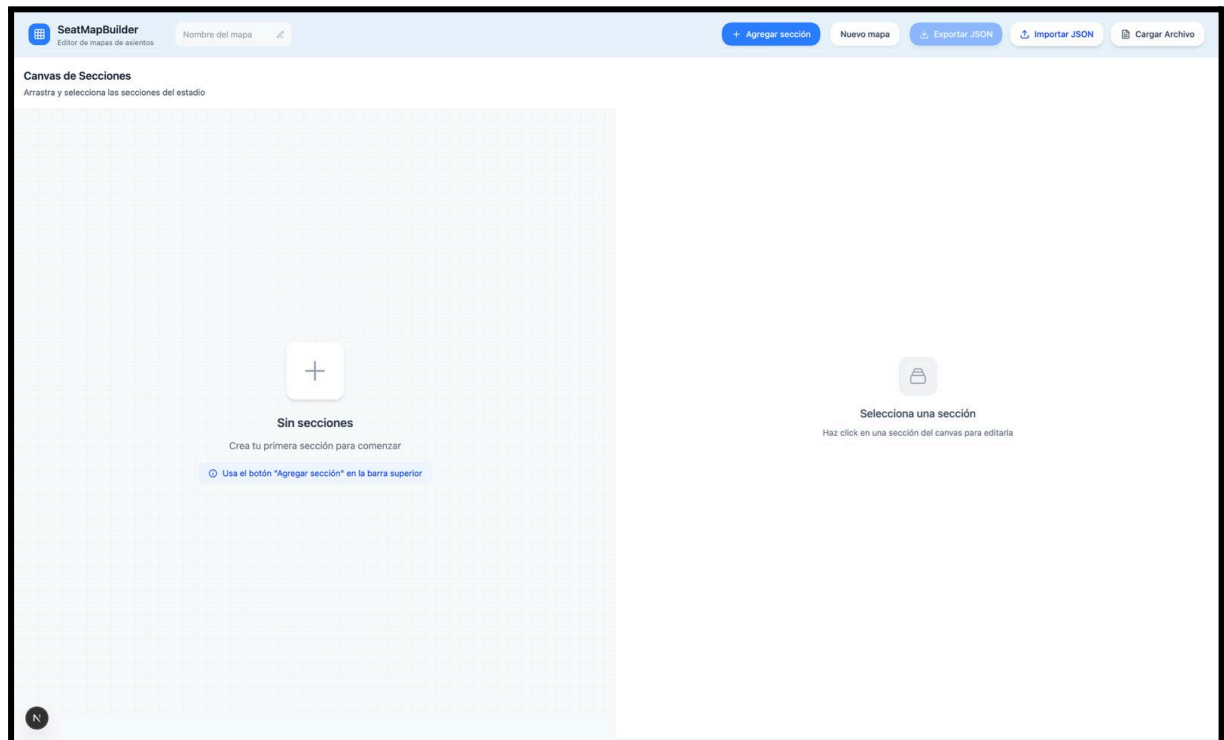 SeatMapBuilder
Editor de mapas de asientos
Nombre del mapa
+ Agregar sección
Nuevo mapa
Exportar JSON
Importar JSON
Cargar Archivo
Canvas de Secciones
Arrastra y selecciona las secciones del estadio
Sin secciones
Crea tu primera sección para comenzar
Usa el botón "Agregar sección" en la barra superior
Selecciona una sección
Haz click en una sección del canvas para editarla
N